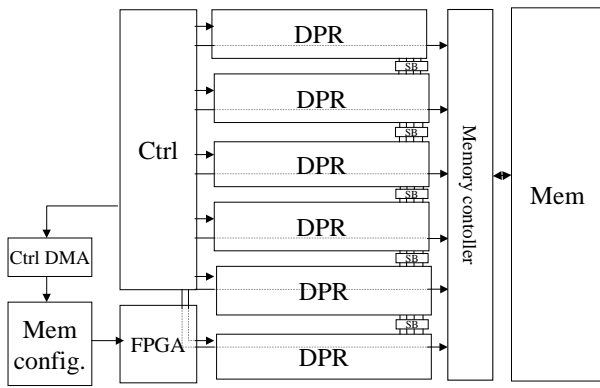 DPR
SB
DPR
SB
Ctrl
DPR
SB
Memory contoller
Mem
DPR
SB
Ctrl DMA
DPR
SB
Mem
config.
FPGA
DPR